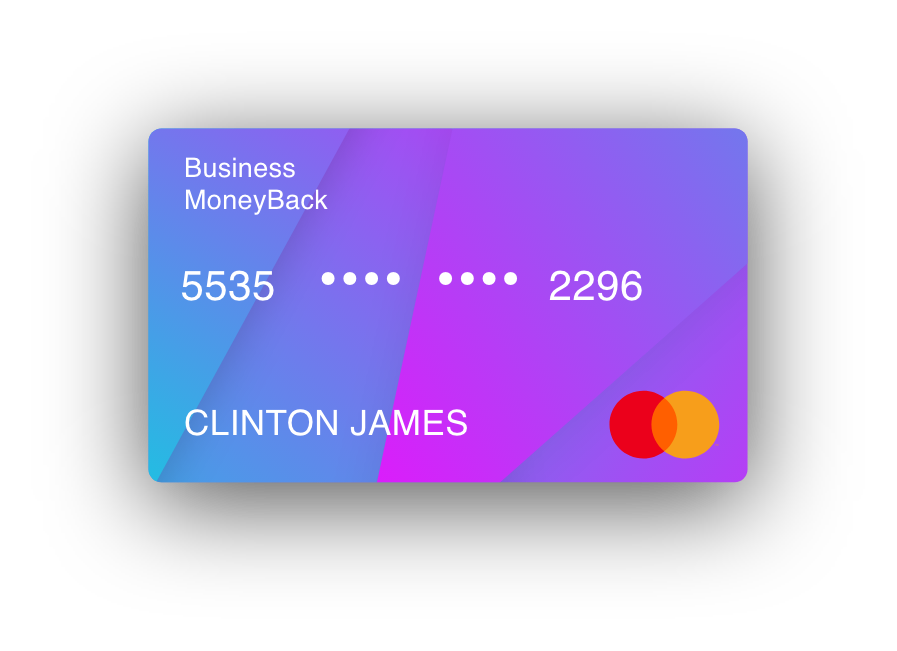 Business
MoneyBack
5535 •••• •••• 2296
CLINTON JAMES